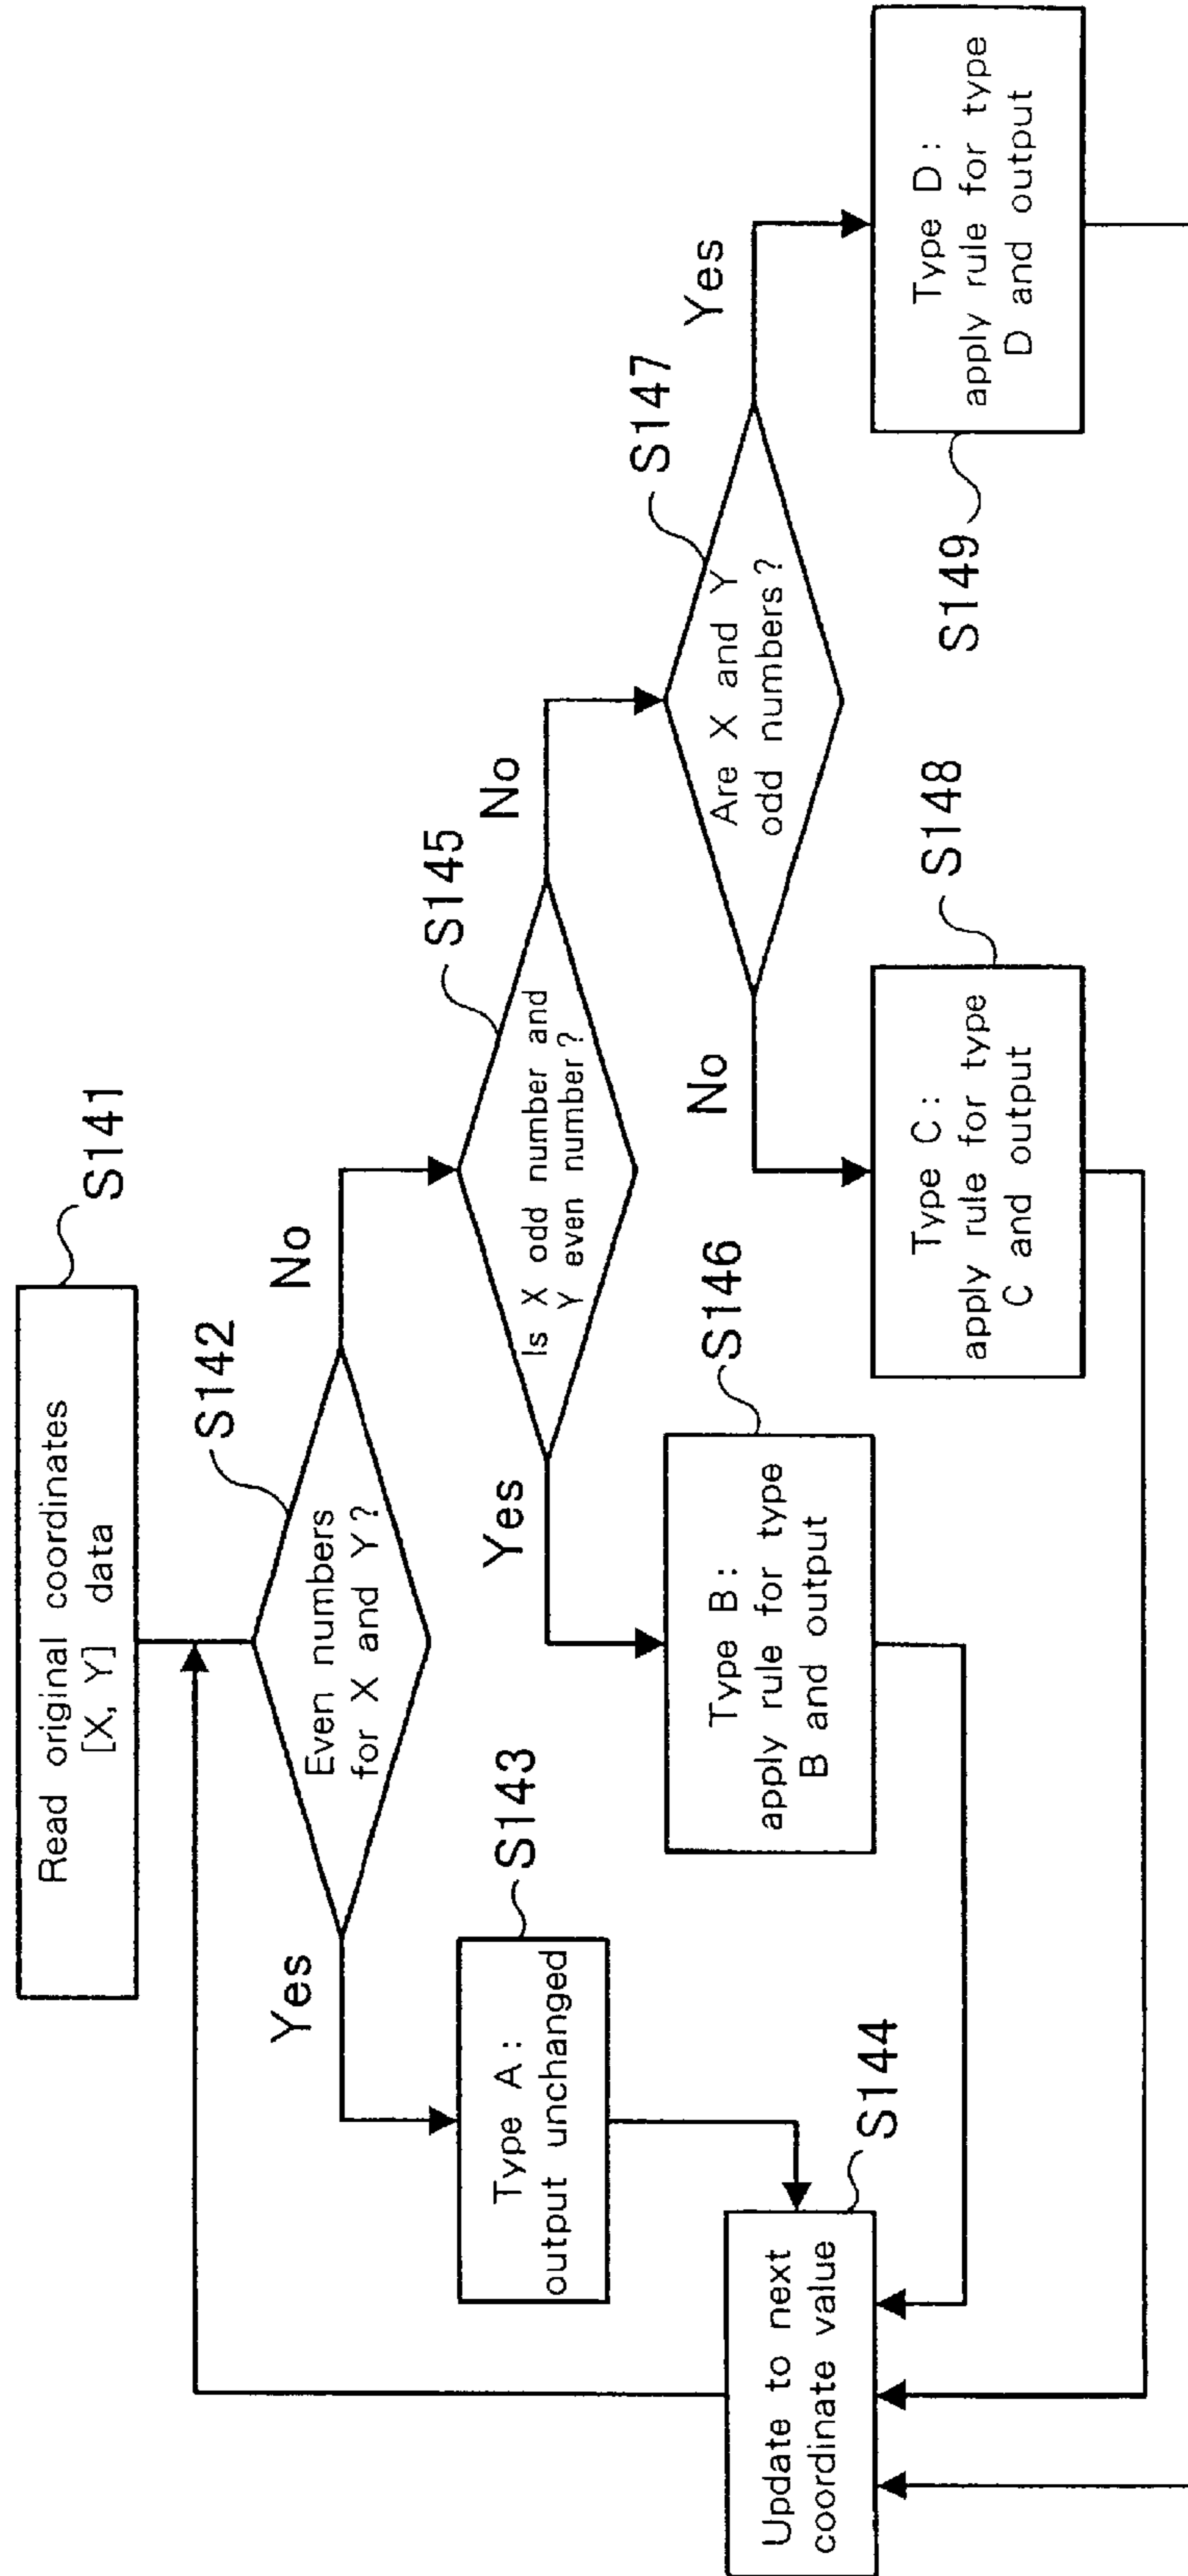 S141
Read original coordinates
[X, Y] data
S142
Even numbers
for X and Y?
Yes
No
S143
Type A:
output unchanged
S144
Update to next
coordinate value
S145
Is X odd number and
Y even number?
Yes
No
S146
Type B:
apply rule for type
B and output
S147
Are X and Y
odd numbers?
No
Yes
S148
Type C:
apply rule for type
C and output
S149
Type D:
apply rule for type
D and output